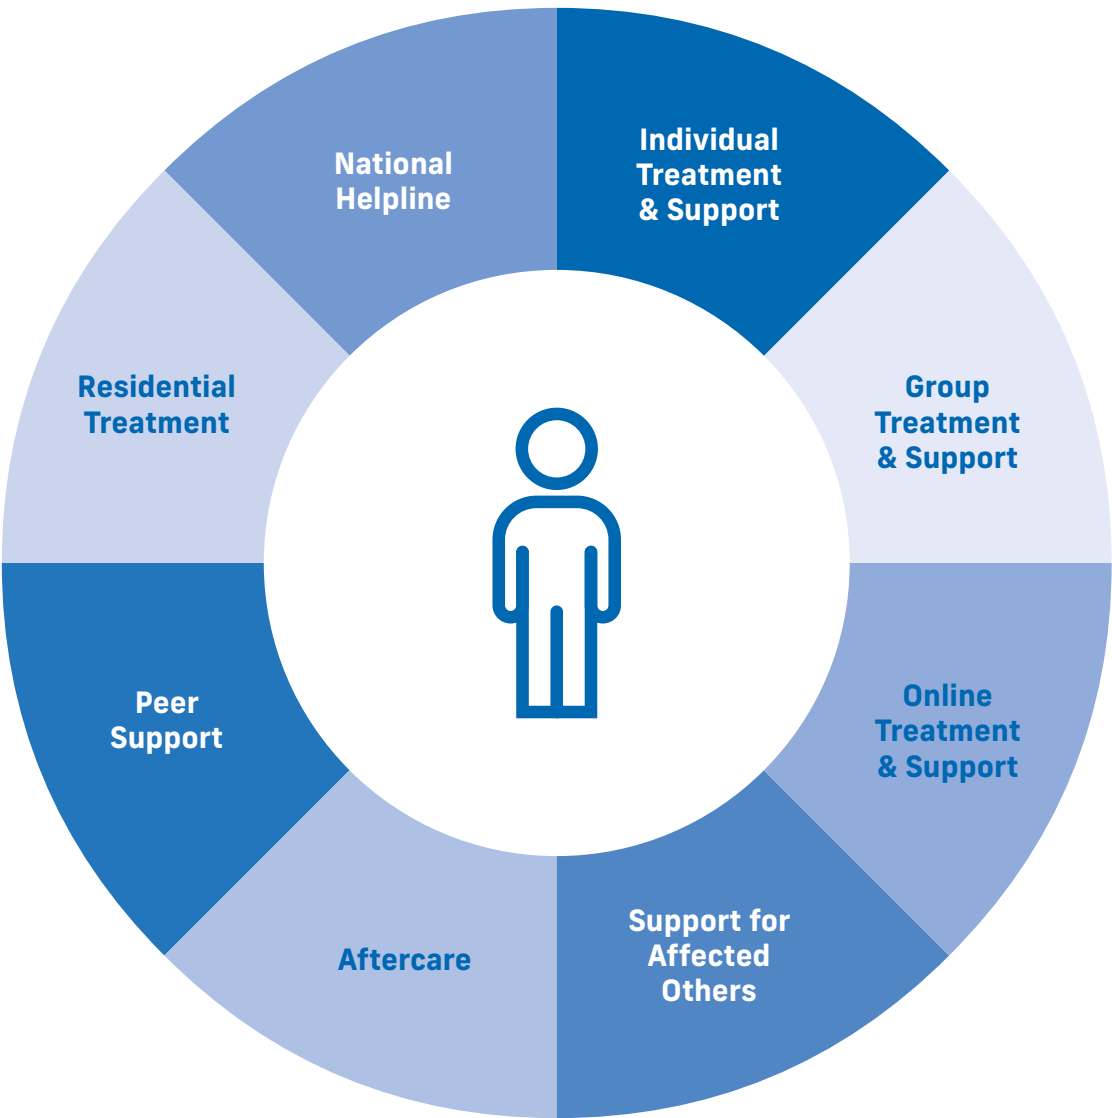 National
Helpline
Individual
Treatment
& Support
Residential
Treatment
Group
Treatment
& Support
Peer
Support
Online
Treatment
& Support
Aftercare
Support for
Affected
Others